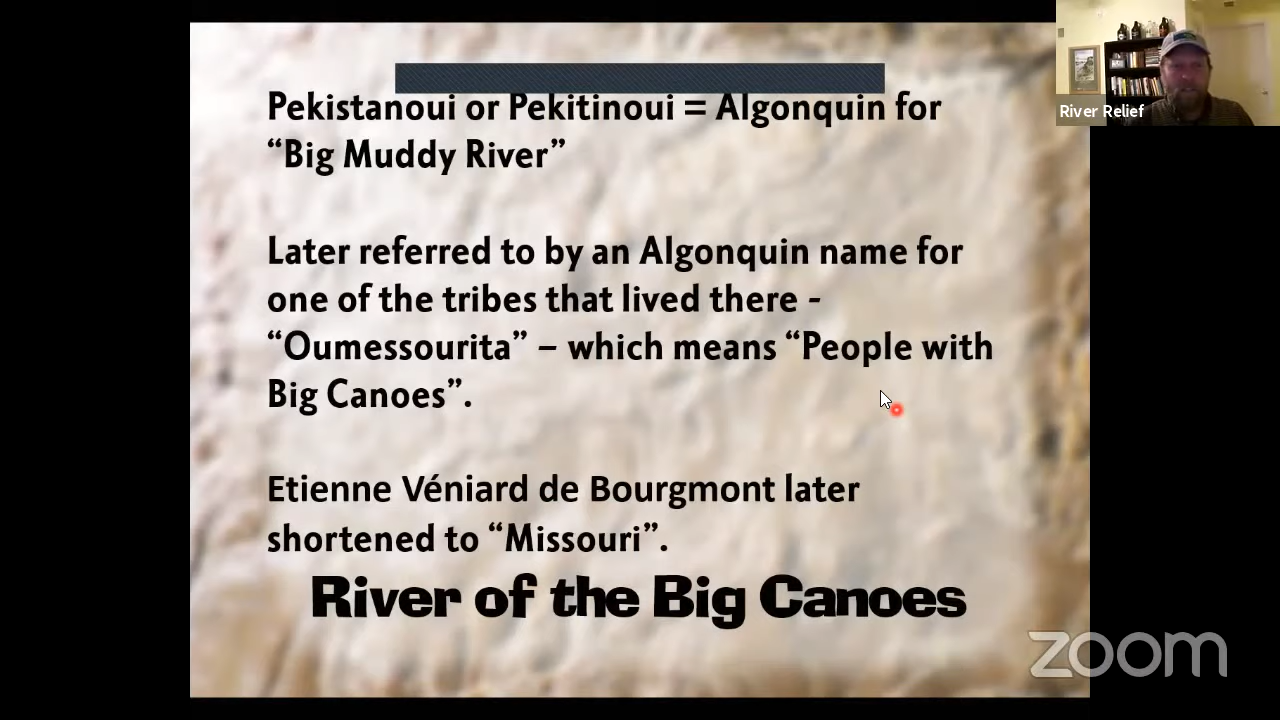 Pekistanoui or Pekitinoui = Algonquin for
“Big Muddy River”
Later referred to by an Algonquin name for
one of the tribes that lived there -
“Oumessourita” – which means “People with
Big Canoes”.
Etienne Véniard de Bourgmont later
shortened to “Missouri”.
River of the Big Canoes
River Relief
zoom